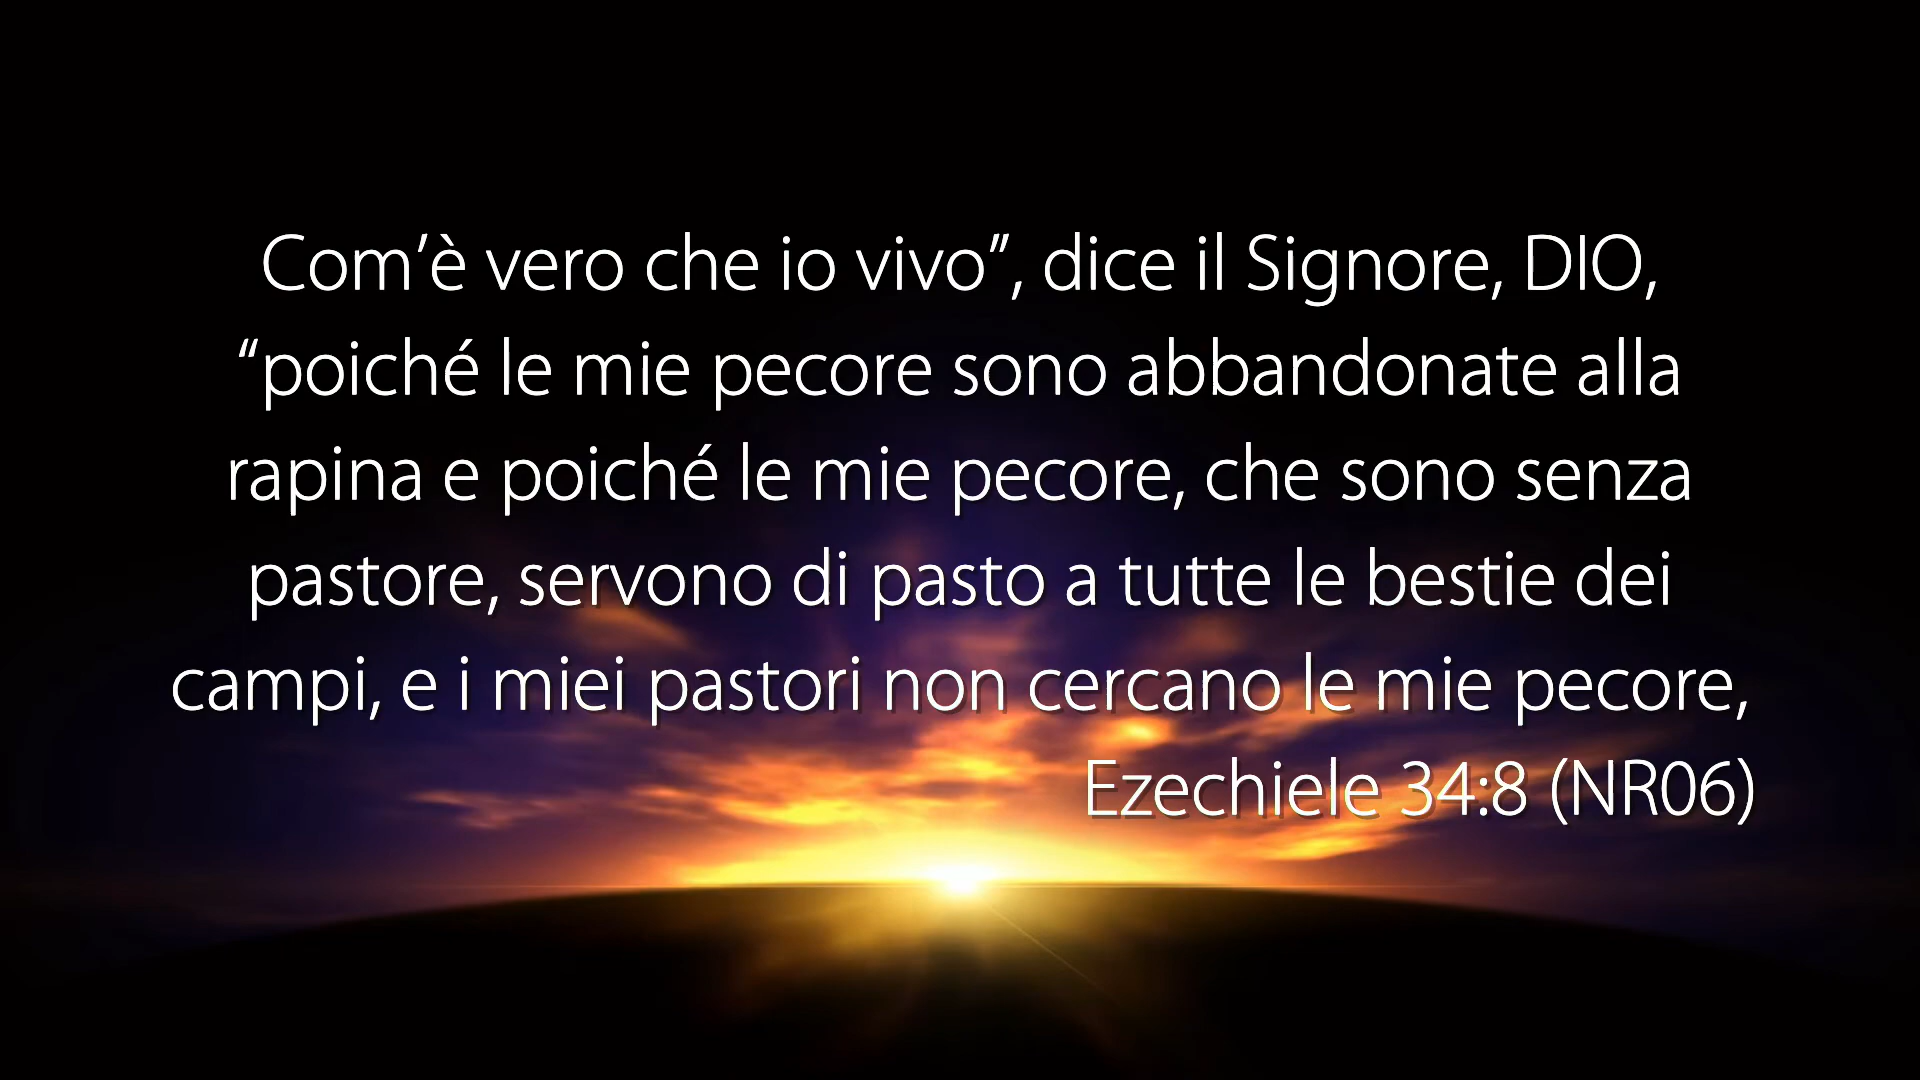 Com’è vero che io vivo”, dice il Signore, DIO,
“poiché le mie pecore sono abbandonate alla
rapina e poiché le mie pecore, che sono senza
pastore, servono di pasto a tutte le bestie dei
campi, e i miei pastori non cercano le mie pecore,
Ezechiele 34:8 (NR06)